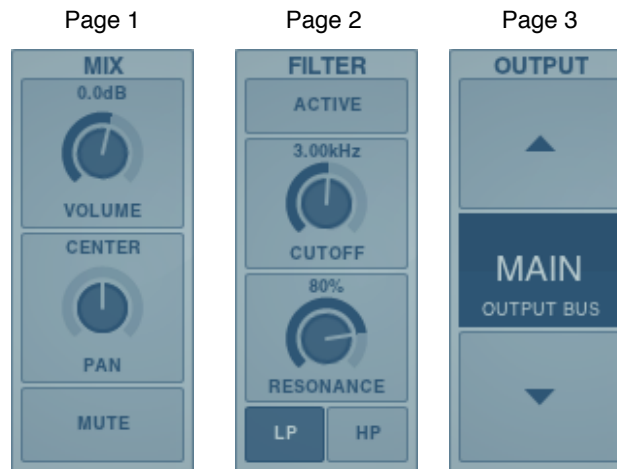 Page 1
MIX
0.0dB
VOLUME
CENTER
PAN
MUTE
Page 2
FILTER
ACTIVE
3.00kHz
CUTOFF
80%
RESONANCE
LP HP
Page 3
OUTPUT
MAIN
OUTPUT BUS